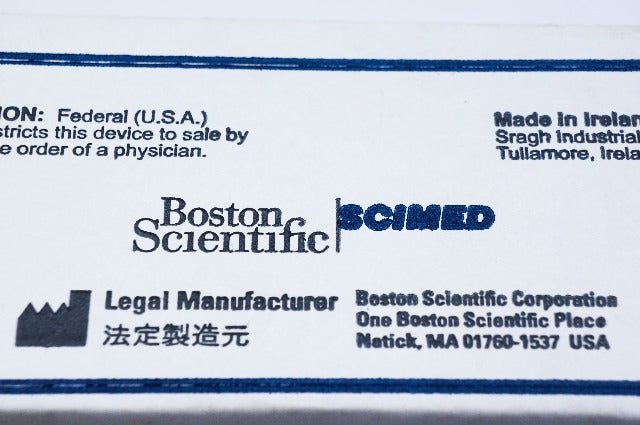 ION: Federal (U.S.A.)
stricts this device to sale by
e order of a physician.
Made in Irelan
Sragh Industrial
Tullamore, Irela
Boston
Scientific
SCIMED
Legal Manufacturer
法定製造元
Boston Scientific Corporation
One Boston Scientific Place
Natick, MA 01760-1537 USA